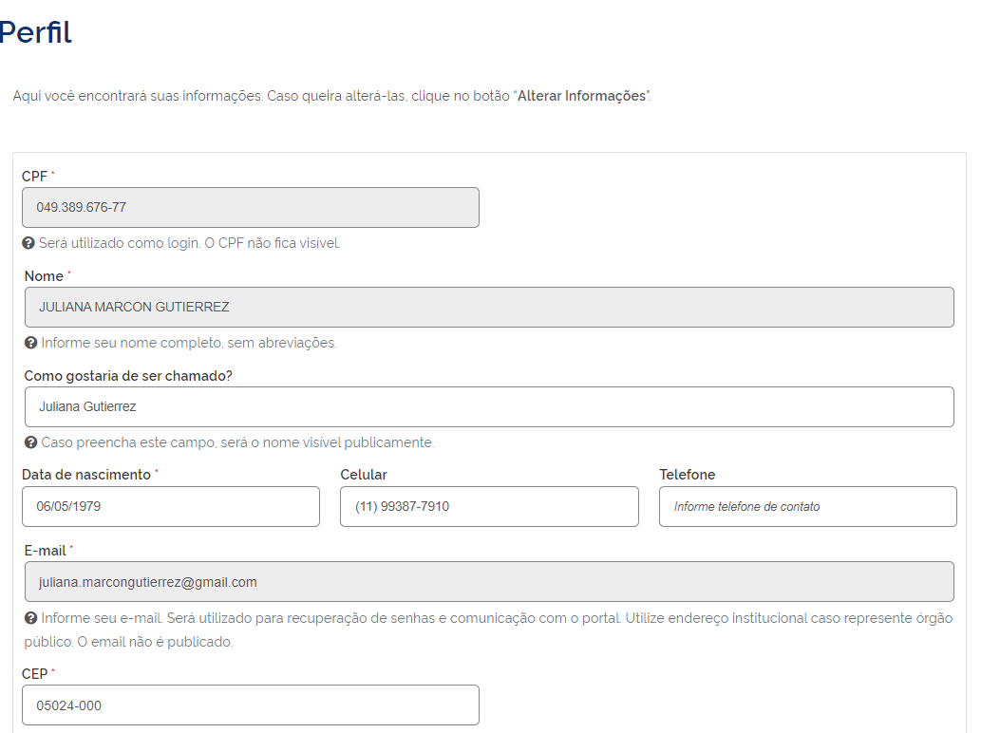 Perfil
Aqui você encontrará suas informações. Caso queira alterá-las, clique no botão “Alterar Informações”.
CPF *
049.389.676-77
Será utilizado como login. O CPF não fica visível.
Nome *
JULIANA MARCON GUTIERREZ
Informe seu nome completo, sem abreviações.
Como gostaria de ser chamado?
Juliana Gutierrez
Caso preencha este campo, será o nome visível publicamente.
Data de nascimento * Celular Telefone
06/05/1979 (11) 99387-7910 Informe telefone de contato
E-mail *
juliana.marcongutierrez@gmail.com
Informe seu e-mail. Será utilizado para recuperação de senhas e comunicação com o portal. Utilize endereço institucional caso represente órgão
público. O email não é publicado.
CEP *
05024-000